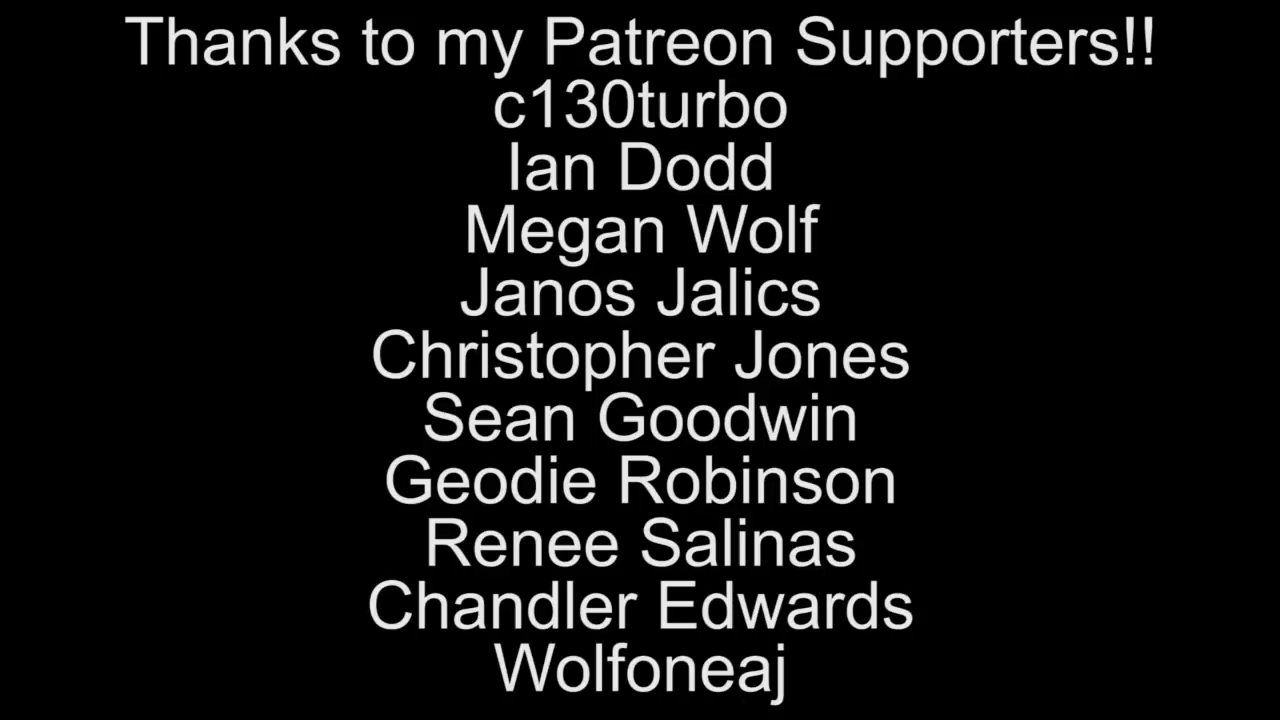 Thanks to my Patreon Supporters!!
c130turbo
Ian Dodd
Megan Wolf
Janos Jalics
Christopher Jones
Sean Goodwin
Geodie Robinson
Renee Salinas
Chandler Edwards
Wolfoneaj